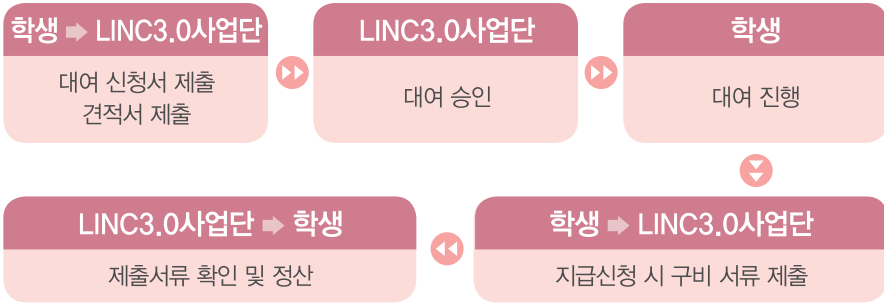 학생 ➡ LINC3.0사업단
대여 신청서 제출
견적서 제출
LINC3.0사업단
대여 승인
학생
대여 진행
학생 ➡ LINC3.0사업단
지급신청 시 구비 서류 제출
LINC3.0사업단 ➡ 학생
제출서류 확인 및 정산